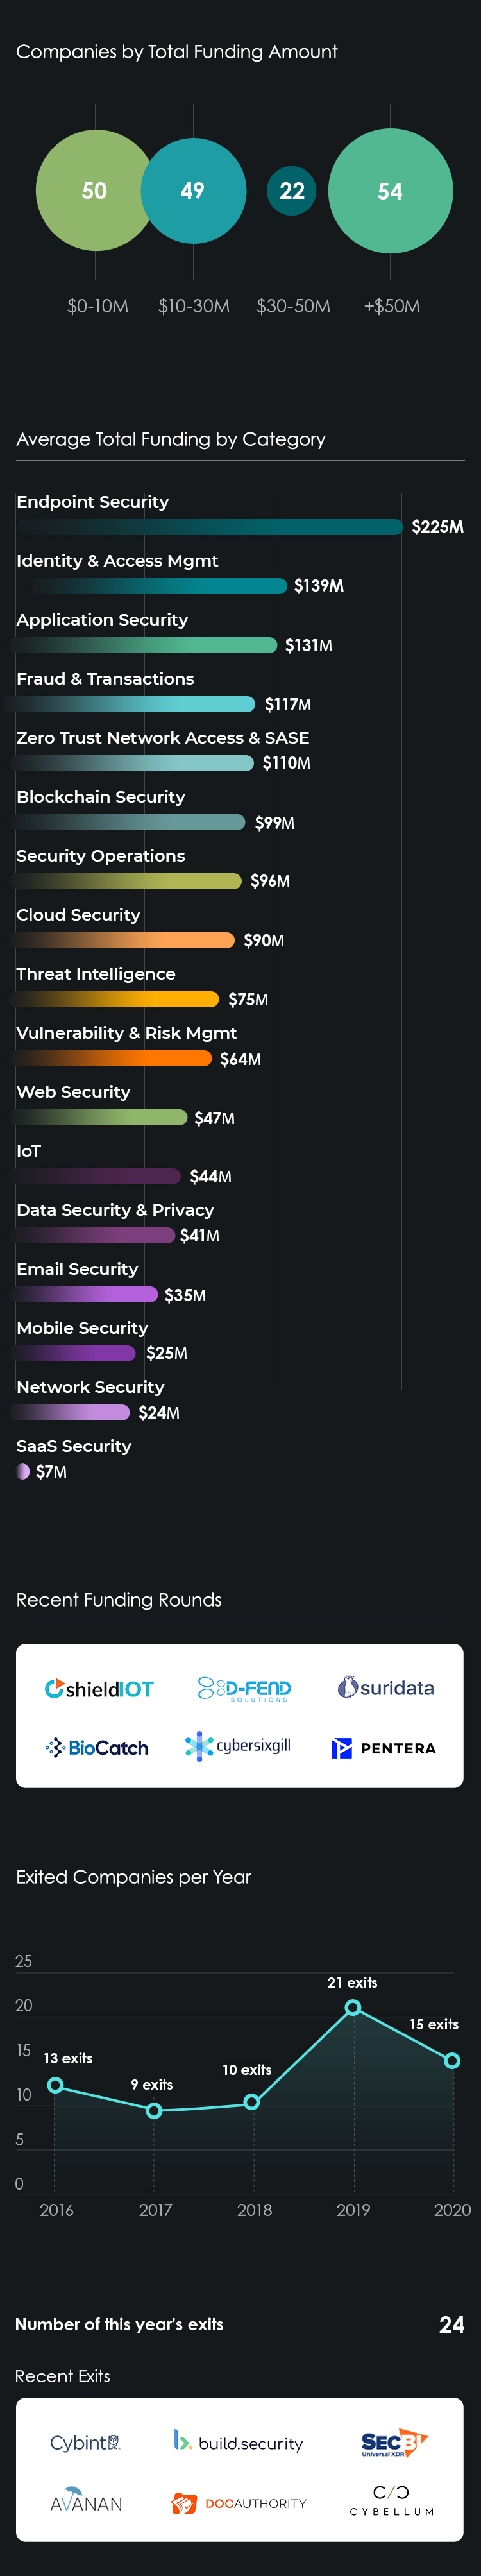 Companies by Total Funding Amount
50 49 22 54
$0-10M $10-30M $30-50M +$50M
Average Total Funding by Category
Endpoint Security
$225M
Identity & Access Mgmt
$139M
Application Security
$131M
Fraud & Transactions
$117M
Zero Trust Network Access & SASE
$110M
Blockchain Security
$99M
Security Operations
$96M
Cloud Security
$90M
Threat Intelligence
$75M
Vulnerability & Risk Mgmt
$64M
Web Security
$47M
IoT
$44M
Data Security & Privacy
$41M
Email Security
$35M
Mobile Security
$25M
Network Security
$24M
SaaS Security
$7M
Recent Funding Rounds
shieldIOT D-FEND SOLUTIONS suridata
BioCatch cybersixgill PENTERA
Exited Companies per Year
25
21 exits
20
15 exits
15
13 exits
10 exits
9 exits
10
5
0
2016 2017 2018 2019 2020
Number of this year's exits 24
Recent Exits
Cybint build.security SECBI Universal XDR
AVANAN DOCAUTHORITY C/C CYBELLUM